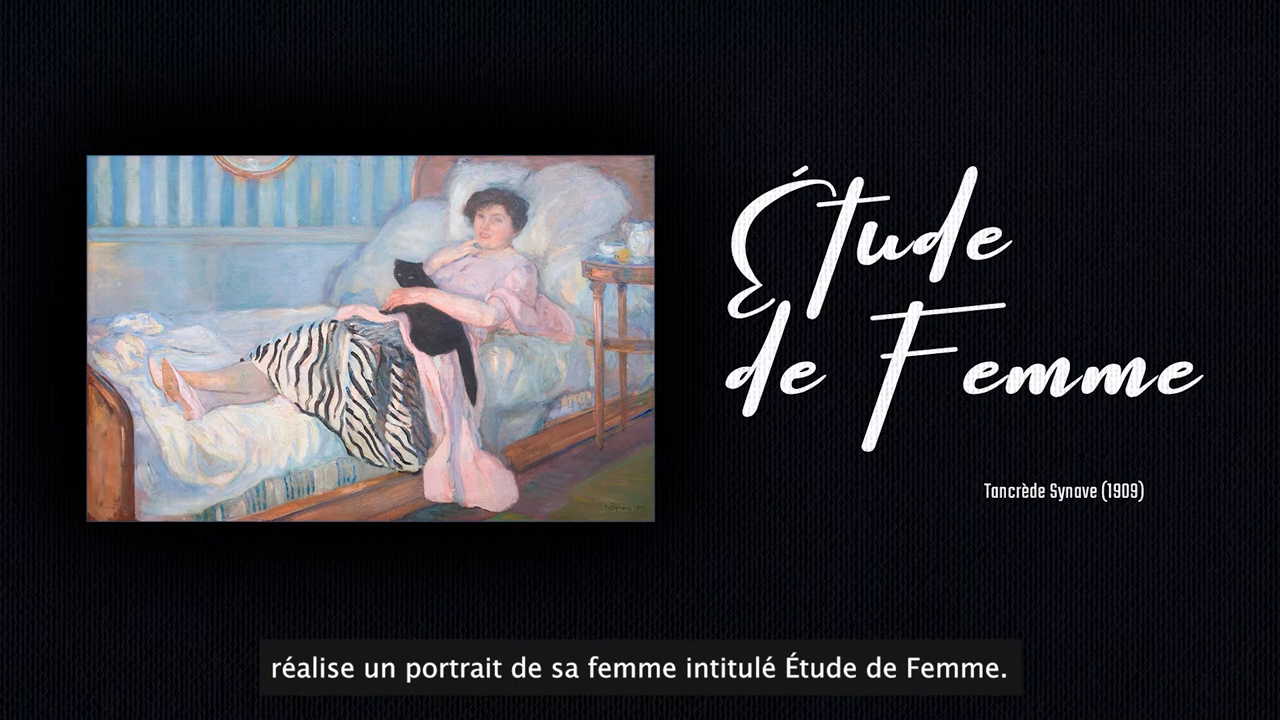 Étude
de Femme
Tancrède Synave (1909)
réalise un portrait de sa femme intitulé Étude de Femme.